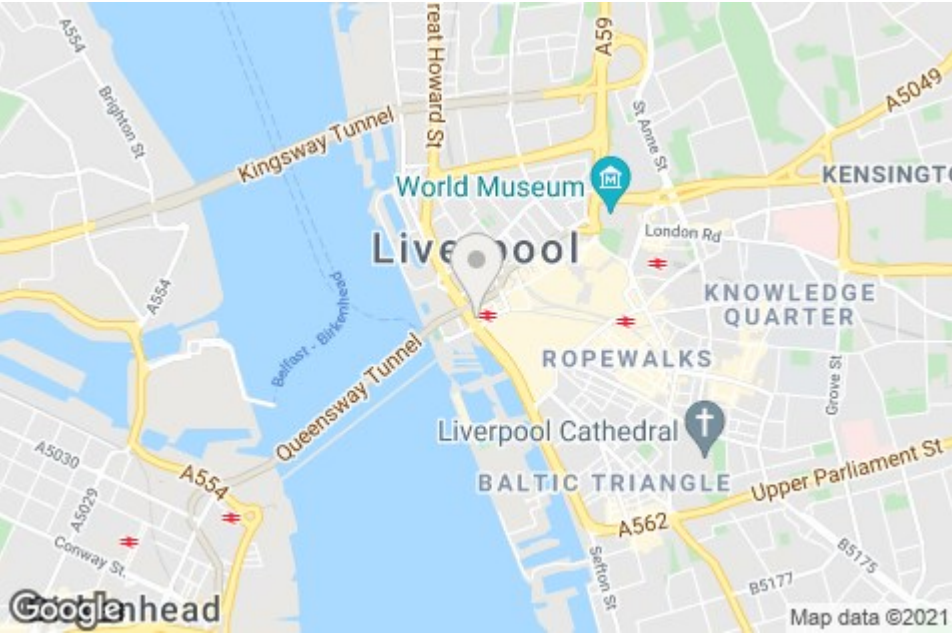 A554
Brighton St
reat Howard St
A59
Kingsway Tunnel
St Anne St
A5049
World Museum
KENSINGTO
London Rd
Liverpool
A554
Belfast - Birkenhead
KNOWLEDGE
QUARTER
ROPEWALKS
Queensway Tunnel
Grove St
Liverpool Cathedral
BALTIC TRIANGLE
Upper Parliament St
A5030
A554
A5029
A562
Conway St.
Sefton St
B5175
B5177
Google
Birkenhead
Map data ©2021